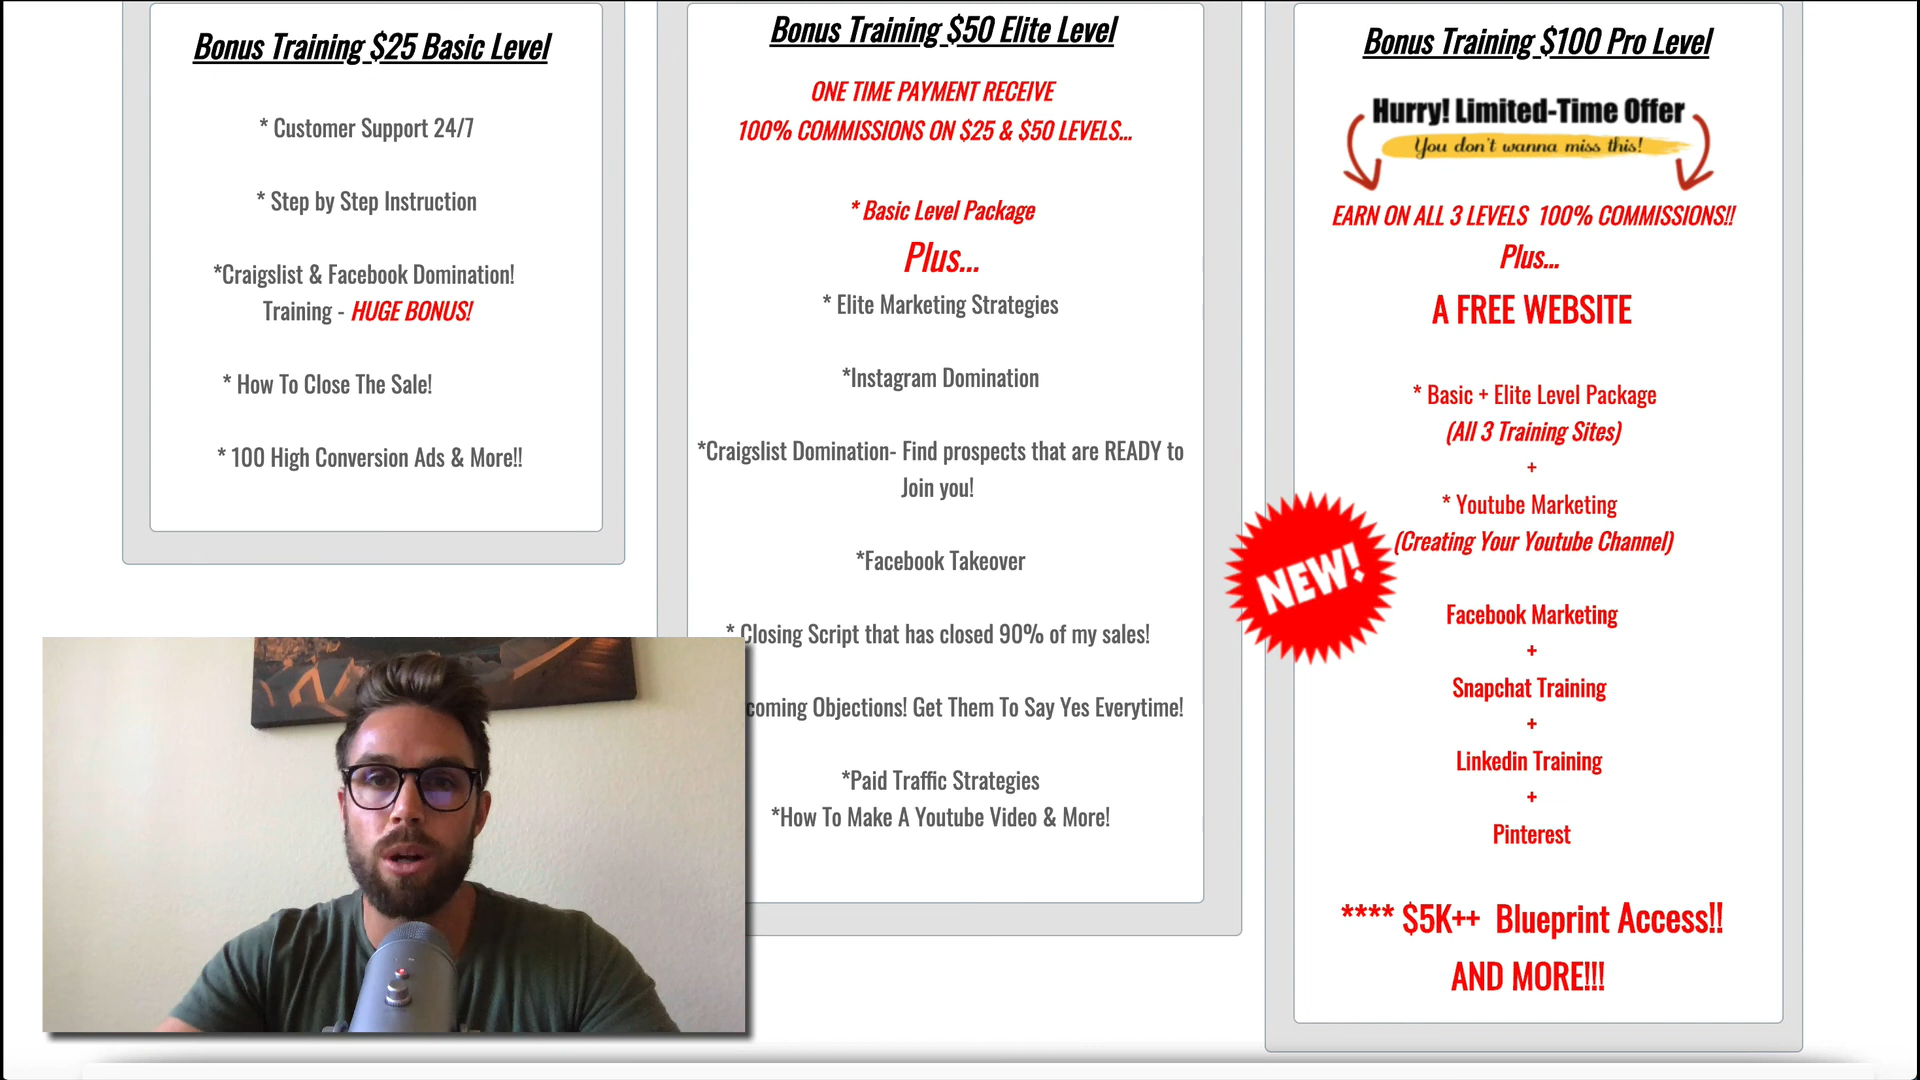 Bonus Training $25 Basic Level
* Customer Support 24/7
* Step by Step Instruction
*Craigslist & Facebook Domination!
Training - HUGE BONUS!
* How To Close The Sale!
* 100 High Conversion Ads & More!!
Bonus Training $50 Elite Level
ONE TIME PAYMENT RECEIVE
100% COMMISSIONS ON $25 & $50 LEVELS...
* Basic Level Package
Plus...
* Elite Marketing Strategies
*Instagram Domination
*Craigslist Domination- Find prospects that are READY to
Join you!
*Facebook Takeover
* Closing Script that has closed 90% of my sales!
coming Objections! Get Them To Say Yes Everytime!
*Paid Traffic Strategies
*How To Make A Youtube Video & More!
Bonus Training $100 Pro Level
Hurry! Limited-Time Offer
You don't wanna miss this!
EARN ON ALL 3 LEVELS 100% COMMISSIONS!!
Plus...
A FREE WEBSITE
* Basic + Elite Level Package
(All 3 Training Sites)
+
* Youtube Marketing
(Creating Your Youtube Channel)
NEW!
Facebook Marketing
+
Snapchat Training
+
Linkedin Training
+
Pinterest
**** $5K++ Blueprint Access!!
AND MORE!!!